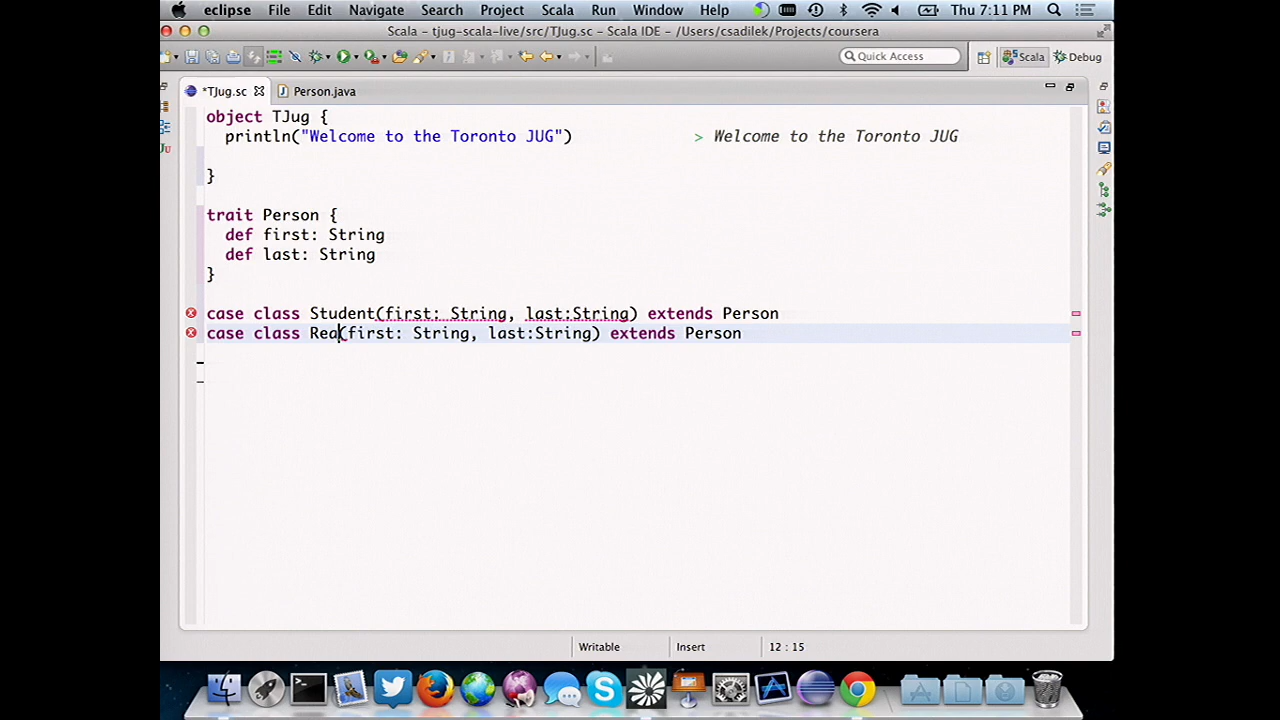 eclipse File Edit Navigate Search Project Scala Run Window Help Thu 7:11 PM
Scala – tjug-scala-live/src/TJug.sc – Scala IDE – /Users/csadilek/Projects/coursera
Quick Access Scala Debug
*TJug.sc Person.java
object TJug {
println("Welcome to the Toronto JUG") > Welcome to the Toronto JUG
}
trait Person {
def first: String
def last: String
}
case class Student(first: String, last:String) extends Person
case class Rea(first: String, last:String) extends Person
Writable Insert 12 : 15